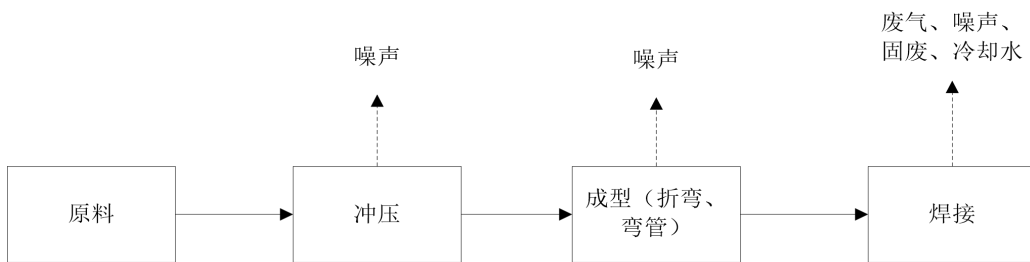 噪声
噪声
废气、噪声、
固废、冷却水
原料
冲压
成型（折弯、
弯管）
焊接